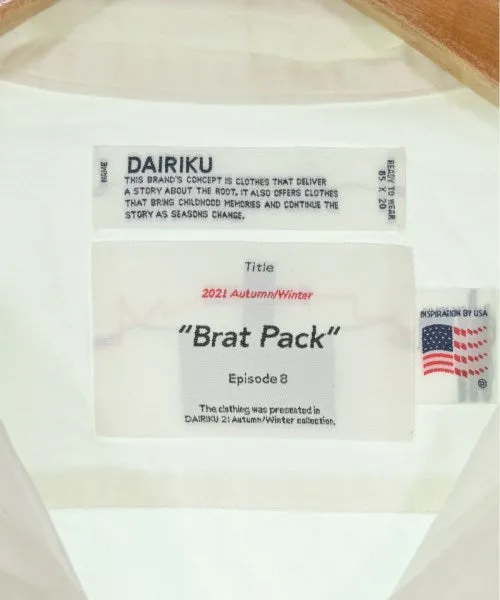 NAME
DAIRIKU
THIS BRAND'S CONCEPT IS CLOTHES THAT DELIVER
A STORY ABOUT THE ROOT. IT ALSO OFFERS CLOTHES
THAT BRING CHILDHOOD MEMORIES AND CONTINUE THE
STORY AS SEASONS CHANGE.
READY TO WEAR
85 X 20
Title
2021 Autumn/Winter
"Brat Pack"
Episode 8
The clothing was presented in
DAIRIKU 21 Autumn/Winter collection.
INSPIRATION BY USA